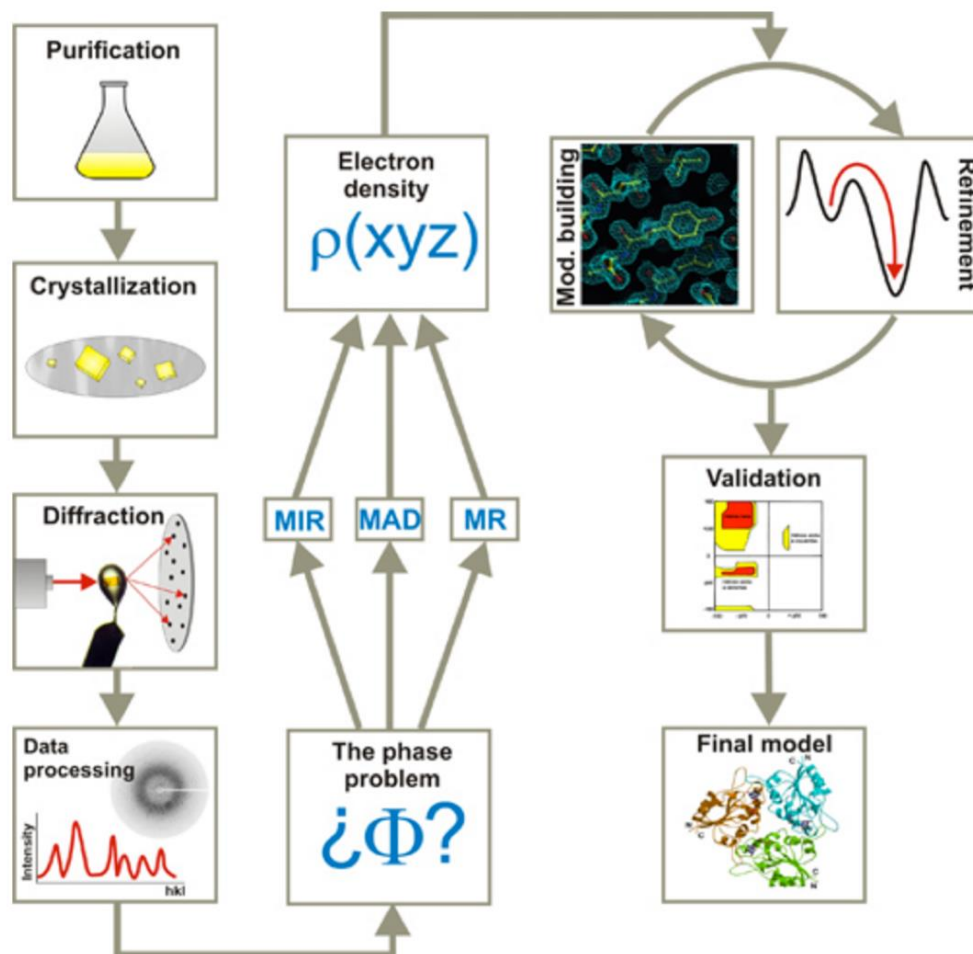 Purification
Crystallization
Diffraction
Data
processing
Intensity
hkl
The phase
problem
¿Φ?
MIR
MAD
MR
Electron
density
ρ(xyz)
Mod. building
Refinement
Validation
Final model
N
C
N
C
C
N